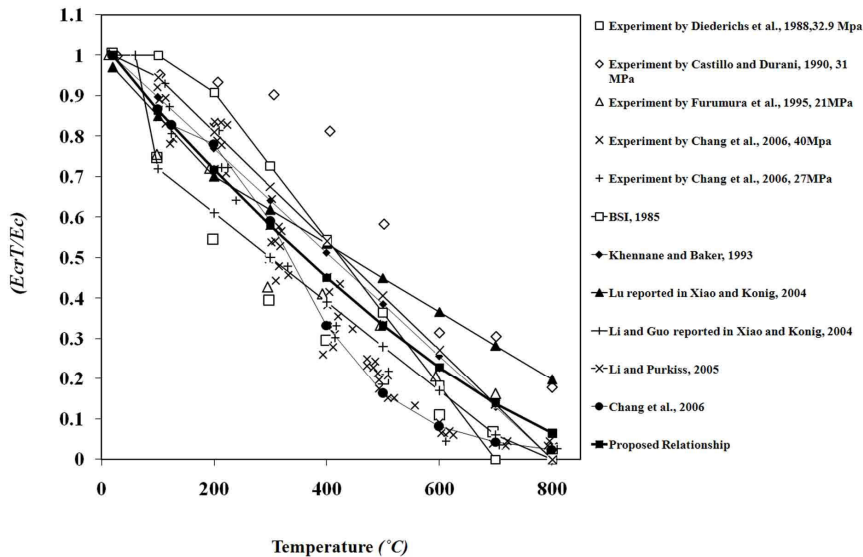 1.1
1
0.9
0.8
0.7
0.6
0.5
0.4
0.3
0.2
0.1
0
(EcrT/Ec)
0 200 400 600 800
Temperature (˚C)
Experiment by Diederichs et al., 1988,32.9 Mpa
Experiment by Castillo and Durani, 1990, 31
MPa
Experiment by Furumura et al., 1995, 21MPa
Experiment by Chang et al., 2006, 40Mpa
Experiment by Chang et al., 2006, 27MPa
BSI, 1985
Khennane and Baker, 1993
Lu reported in Xiao and Konig, 2004
Li and Guo reported in Xiao and Konig, 2004
Li and Purkiss, 2005
Chang et al., 2006
Proposed Relationship